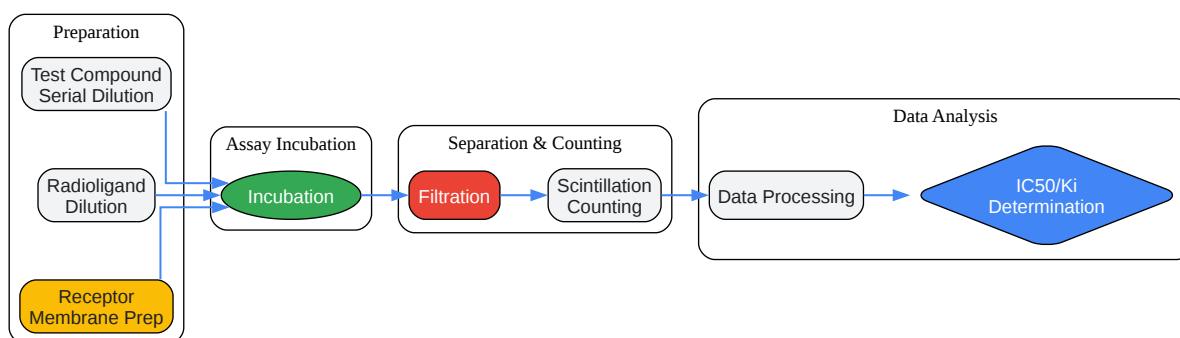 Preparation
Test Compound
Serial Dilution
Radioligand
Dilution
Receptor
Membrane Prep
Assay Incubation
Incubation
Separation & Counting
Filtration
Scintillation
Counting
Data Analysis
Data Processing
IC50/Ki
Determination